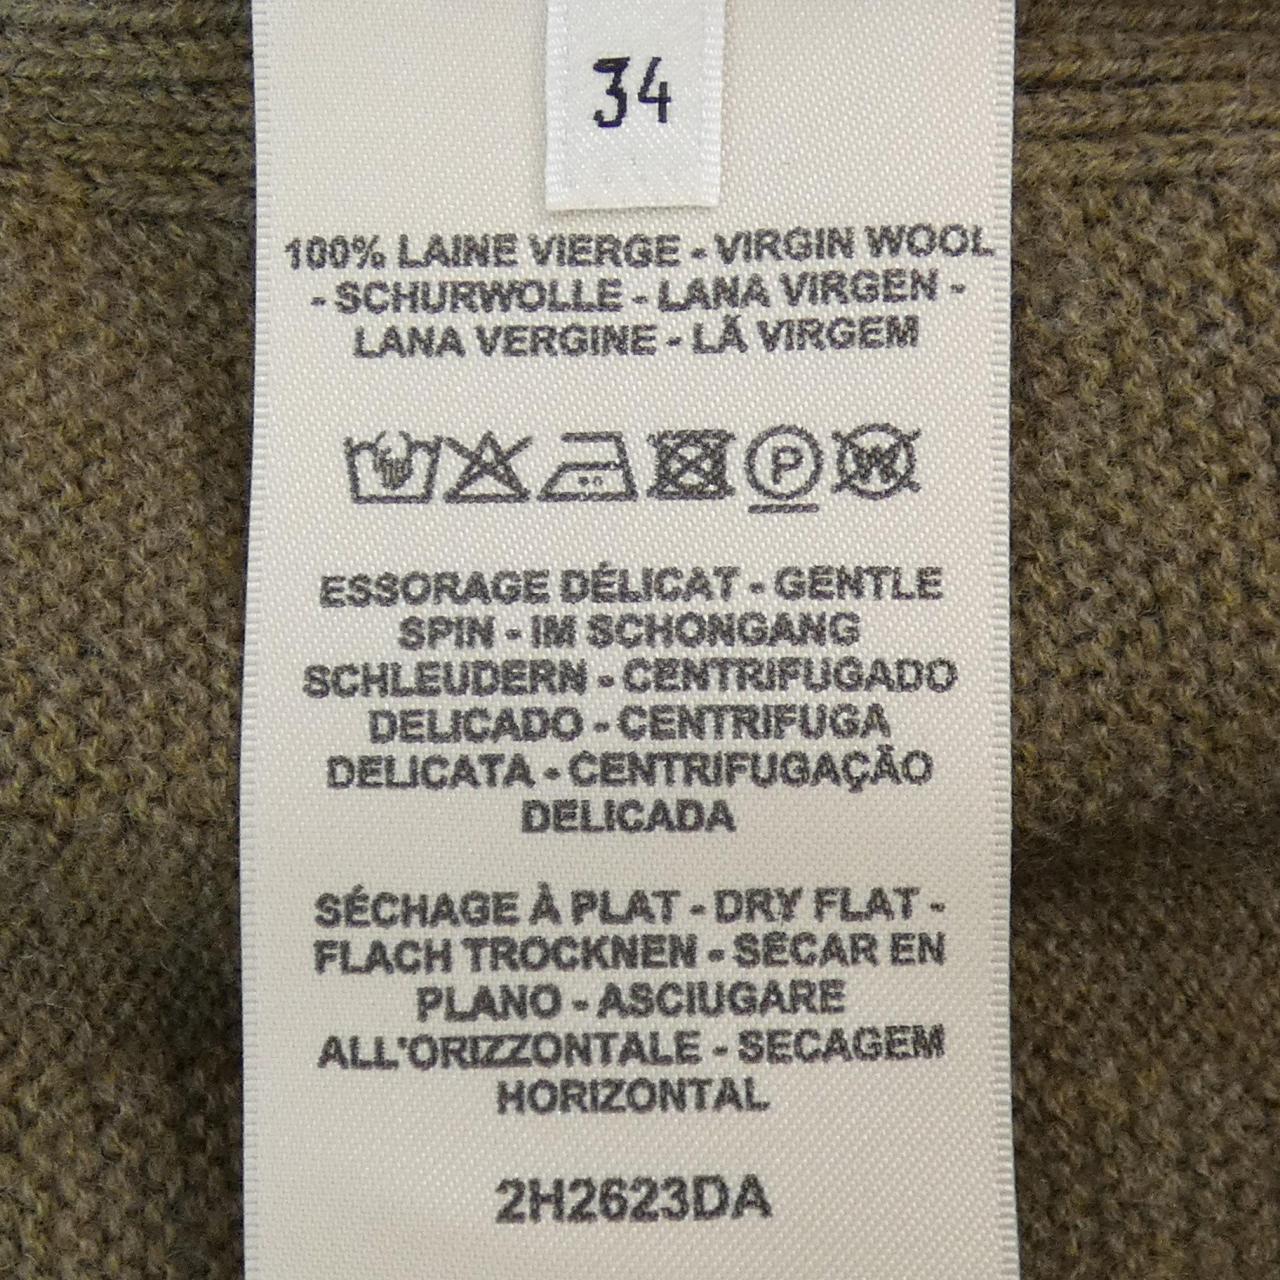 34
100% LAINE VIERGE - VIRGIN WOOL
- SCHURWOLLE - LANA VIRGEN -
LANA VERGINE - LÃ VIRGEM
P W
ESSORAGE DÉLICAT - GENTLE
SPIN - IM SCHONGANG
SCHLEUDERN - CENTRIFUGADO
DELICADO - CENTRIFUGA
DELICATA - CENTRIFUGAÇÃO
DELICADA
SÉCHAGE À PLAT - DRY FLAT -
FLACH TROCKNEN - SECAR EN
PLANO - ASCIUGARE
ALL'ORIZZONTALE - SECAGEM
HORIZONTAL
2H2623DA